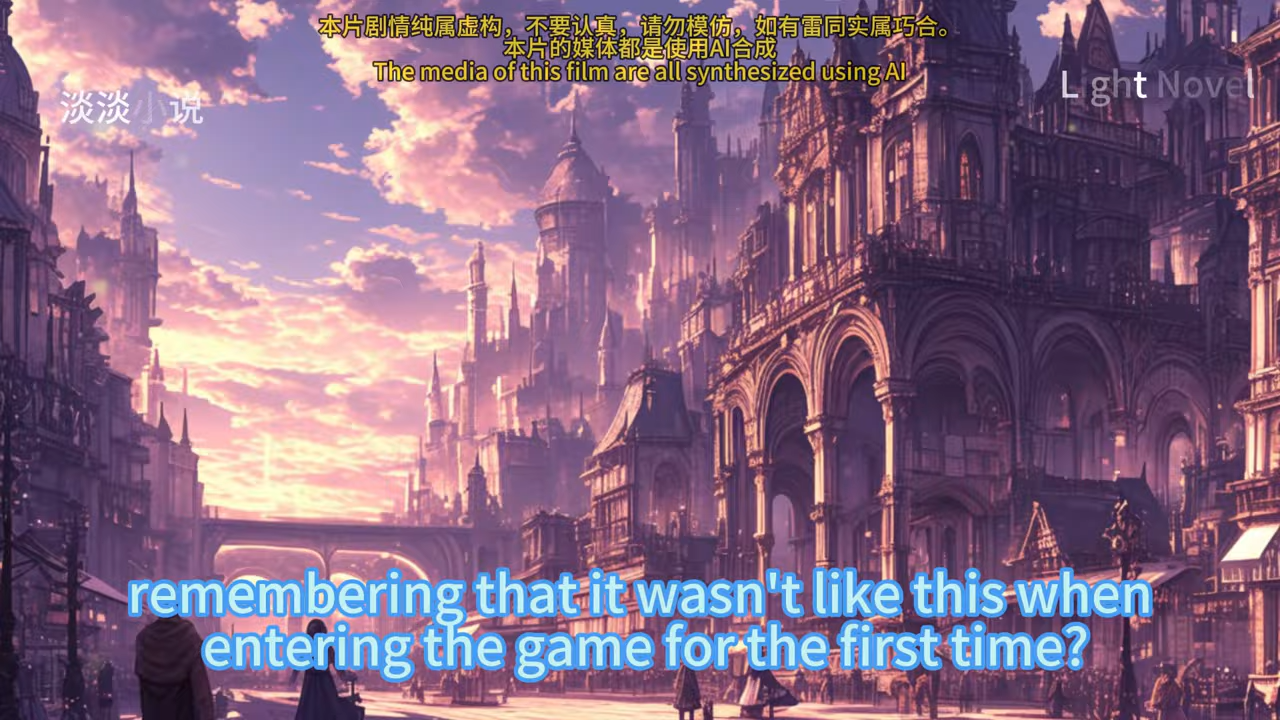 本片剧情纯属虚构，不要认真，请勿模仿，如有雷同实属巧合。
本片的媒体都是使用AI合成
The media of this film are all synthesized using AI
淡淡小说
Light Novel
remembering that it wasn't like this when
entering the game for the first time?